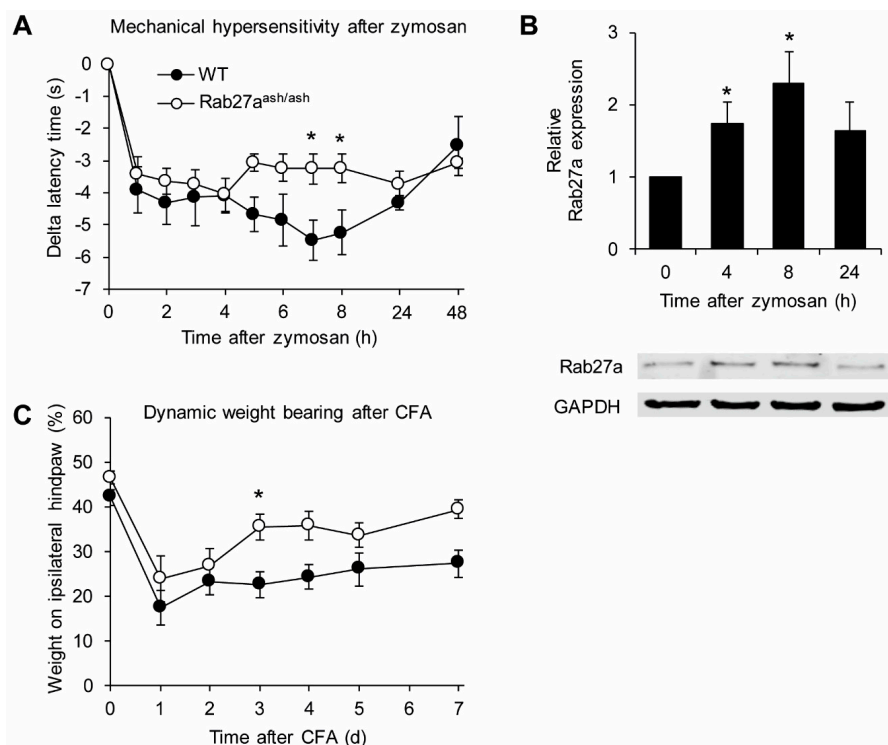 A
Mechanical hypersensitivity after zymosan
Delta latency time (s)
0
-1
-2
-3
-4
-5
-6
-7
WT
Rab27a^ash/ash
* *
0 2 4 6 8 24 48
Time after zymosan (h)
B
Relative
Rab27a expression
3
2
1
0
*
*
0 4 8 24
Time after zymosan (h)
Rab27a
GAPDH
C
Dynamic weight bearing after CFA
Weight on ipsilateral hindpaw (%)
60
50
40
30
20
10
0
*
0 1 2 3 4 5 7
Time after CFA (d)